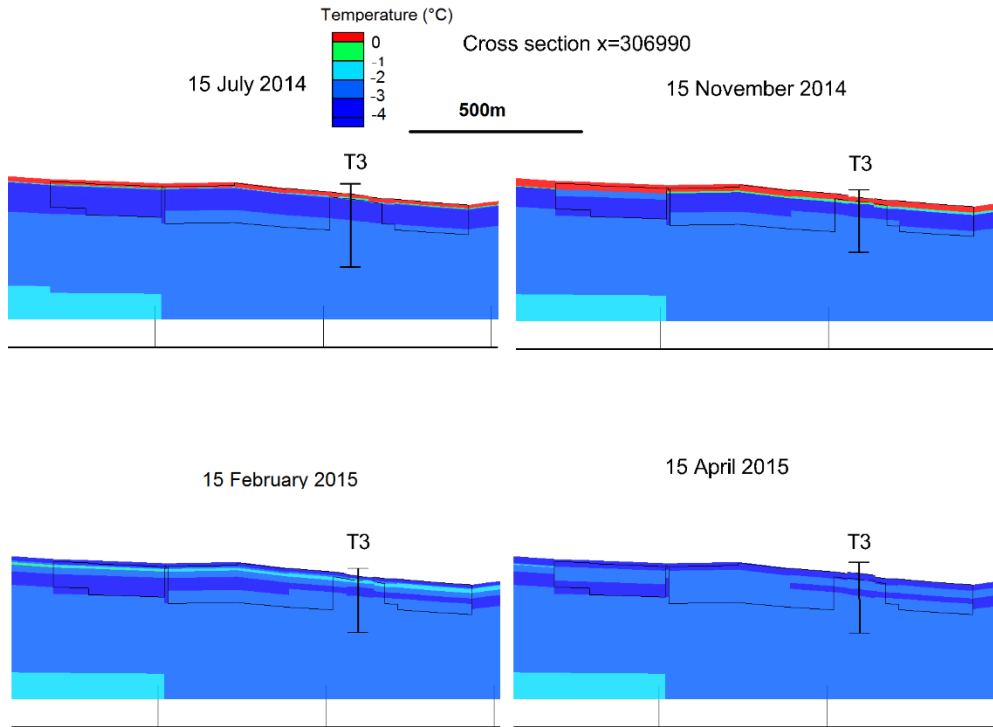 Temperature (°C)
0
-1
-2
-3
-4
Cross section x=306990
15 July 2014
500m
15 November 2014
T3
T3
15 February 2015
15 April 2015
T3
T3